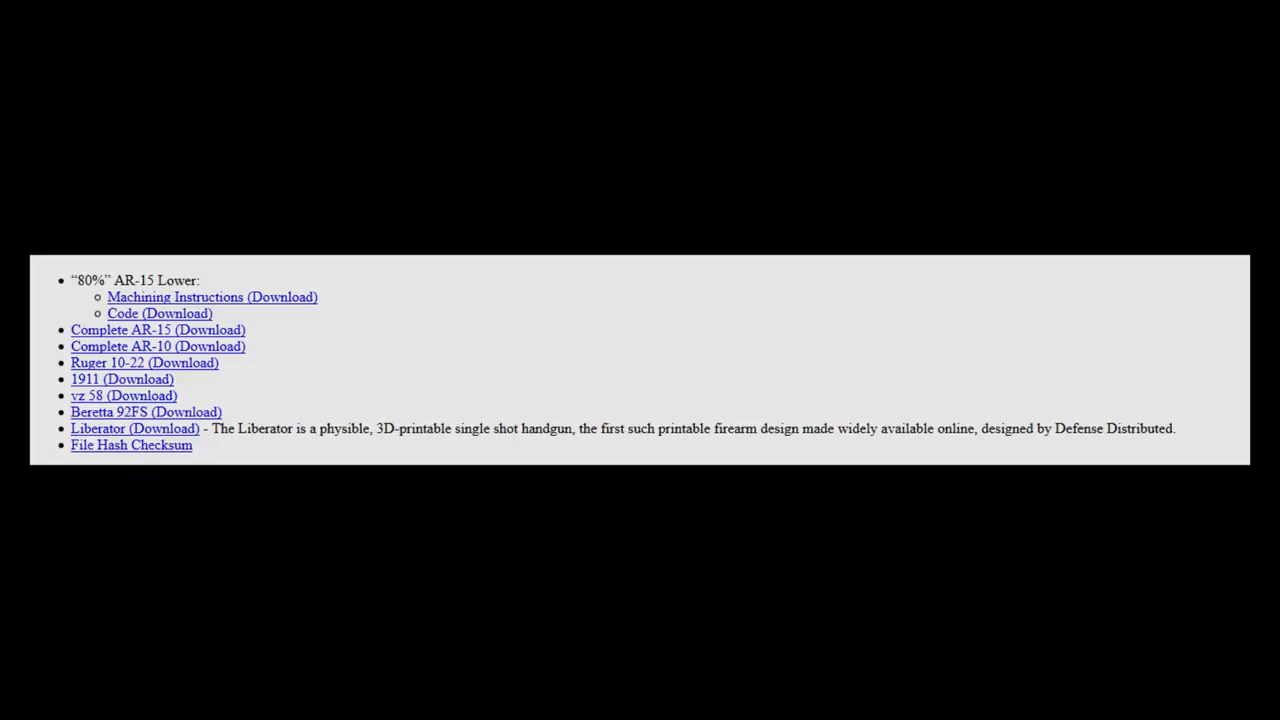 “80%” AR-15 Lower:
Machining Instructions (Download)
Code (Download)
Complete AR-15 (Download)
Complete AR-10 (Download)
Ruger 10-22 (Download)
1911 (Download)
vz 58 (Download)
Beretta 92FS (Download)
Liberator (Download) - The Liberator is a physible, 3D-printable single shot handgun, the first such printable firearm design made widely available online, designed by Defense Distributed.
File Hash Checksum